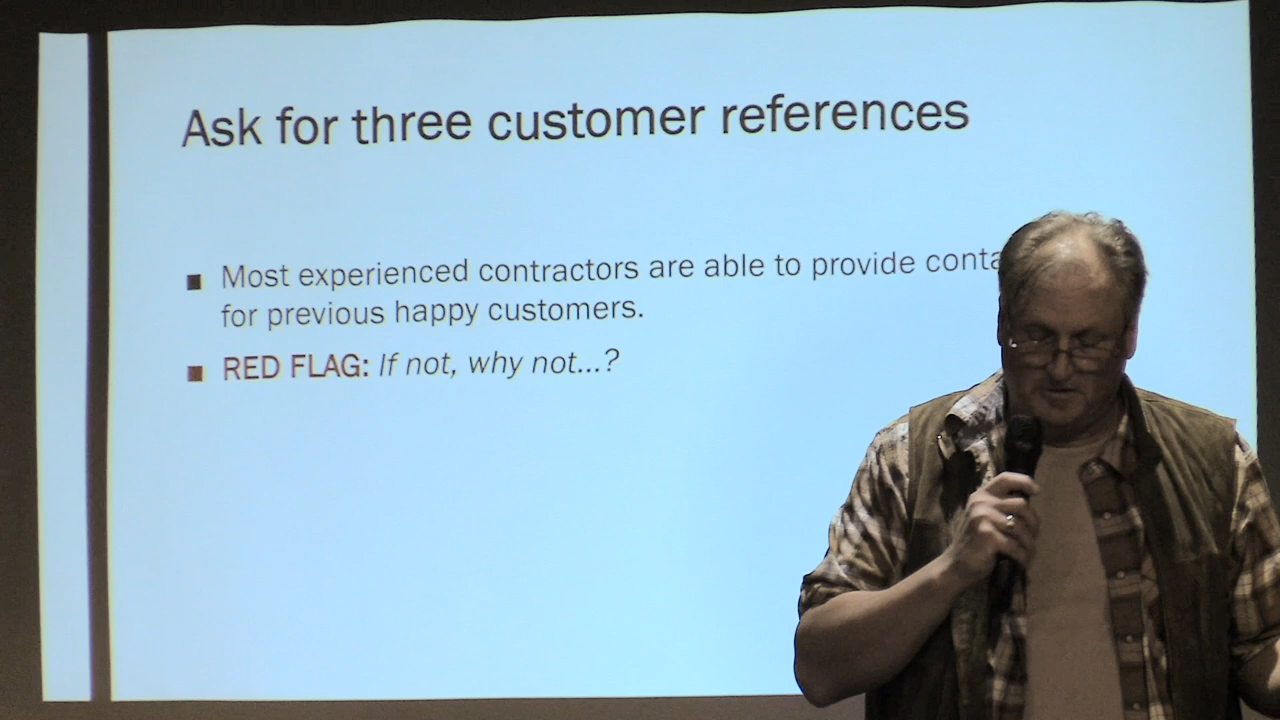 Ask for three customer references
■ Most experienced contractors are able to provide conta
for previous happy customers.
■ RED FLAG: If not, why not...?